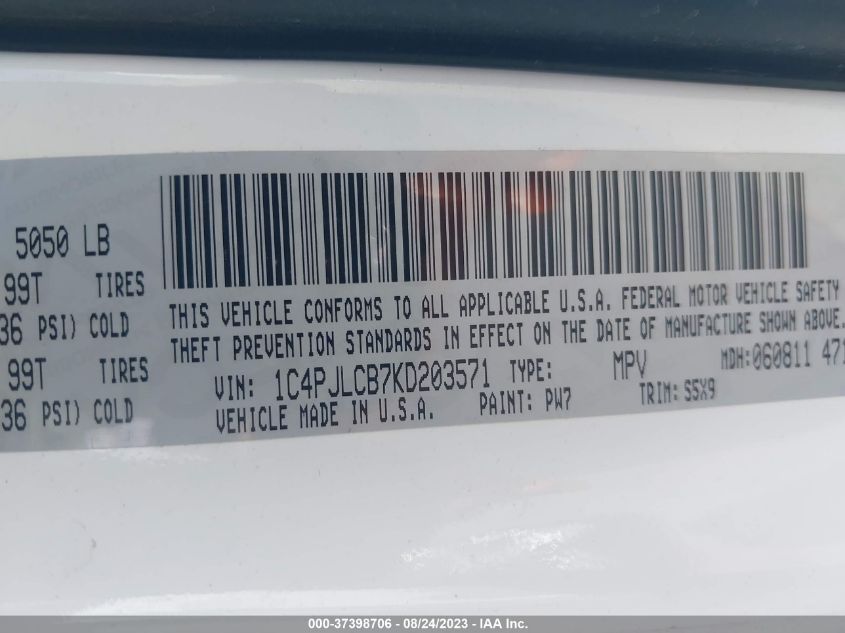 5050 LB
99T TIRES
36 PSI) COLD
99T TIRES
36 PSI) COLD
THIS VEHICLE CONFORMS TO ALL APPLICABLE U.S.A. FEDERAL MOTOR VEHICLE SAFETY
THEFT PREVENTION STANDARDS IN EFFECT ON THE DATE OF MANUFACTURE SHOWN ABOVE.
VIN: 1C4PJLCB7KD203571 TYPE: MPV MDH:060811 471
VEHICLE MADE IN U.S.A. PAINT: PW7 TRIM: S5X9
000-37398706 - 08/24/2023 - IAA Inc.